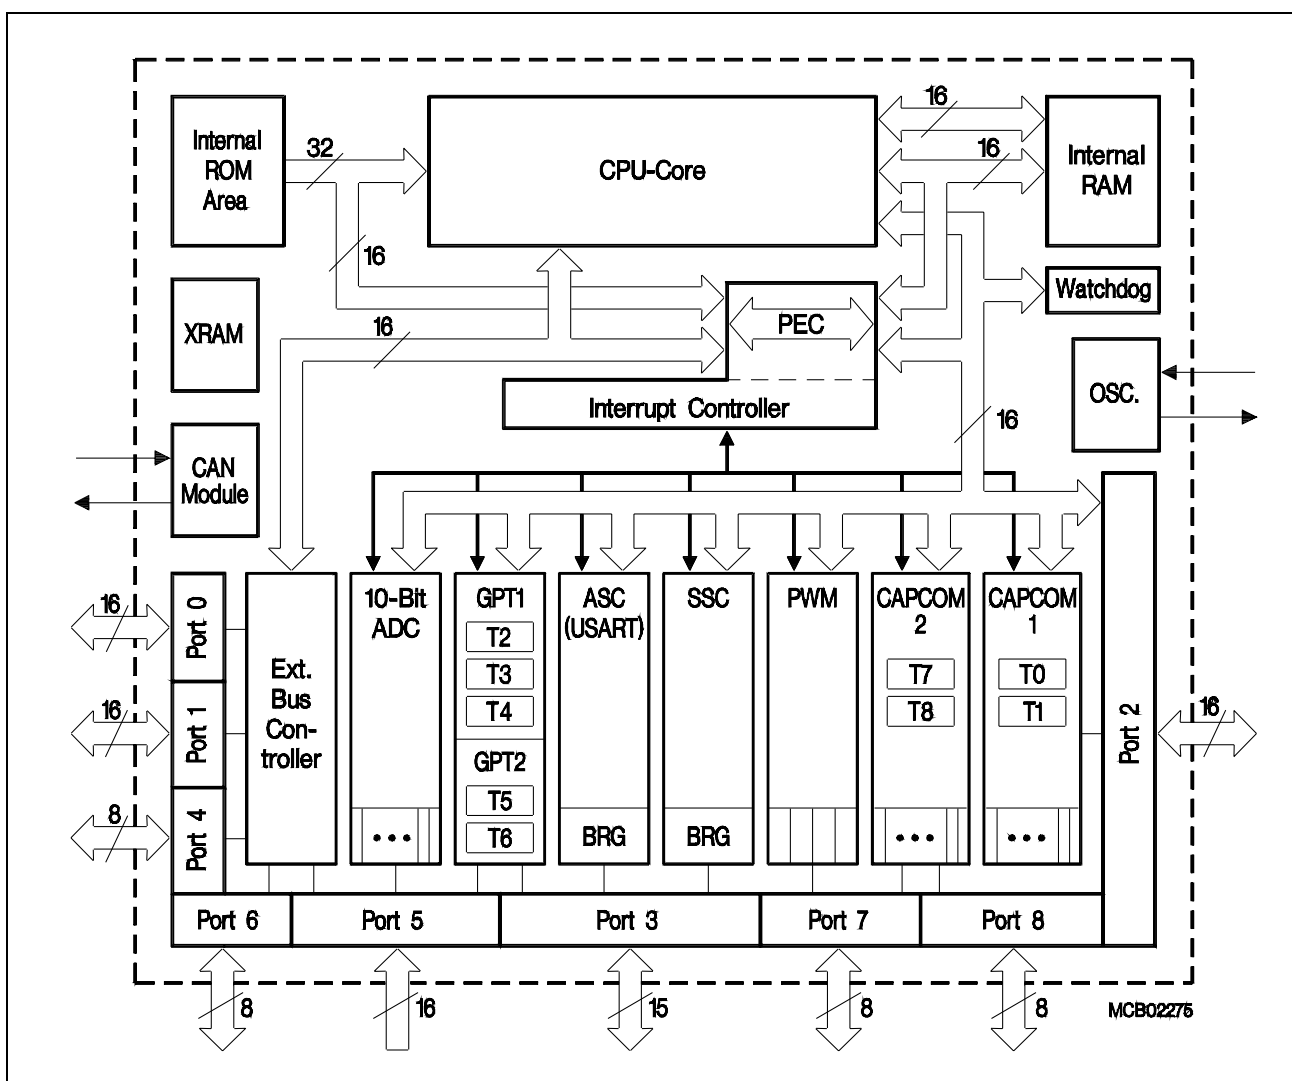 16
Internal
ROM
Area
32
CPU-Core
16
Internal
RAM
16
Watchdog
XRAM
16
PEC
OSC.
Interrupt Controller
16
CAN
Module
16
Port 0
16
Port 1
8
Port 4
Ext.
Bus
Con-
troller
10-Bit
ADC
•••
GPT1
T2
T3
T4
GPT2
T5
T6
ASC
(USART)
BRG
SSC
BRG
PWM
CAPCOM
2
T7
T8
•••
CAPCOM
1
T0
T1
•••
Port 2
16
Port 6
Port 5
Port 3
Port 7
Port 8
8
16
15
8
8
MCB02275